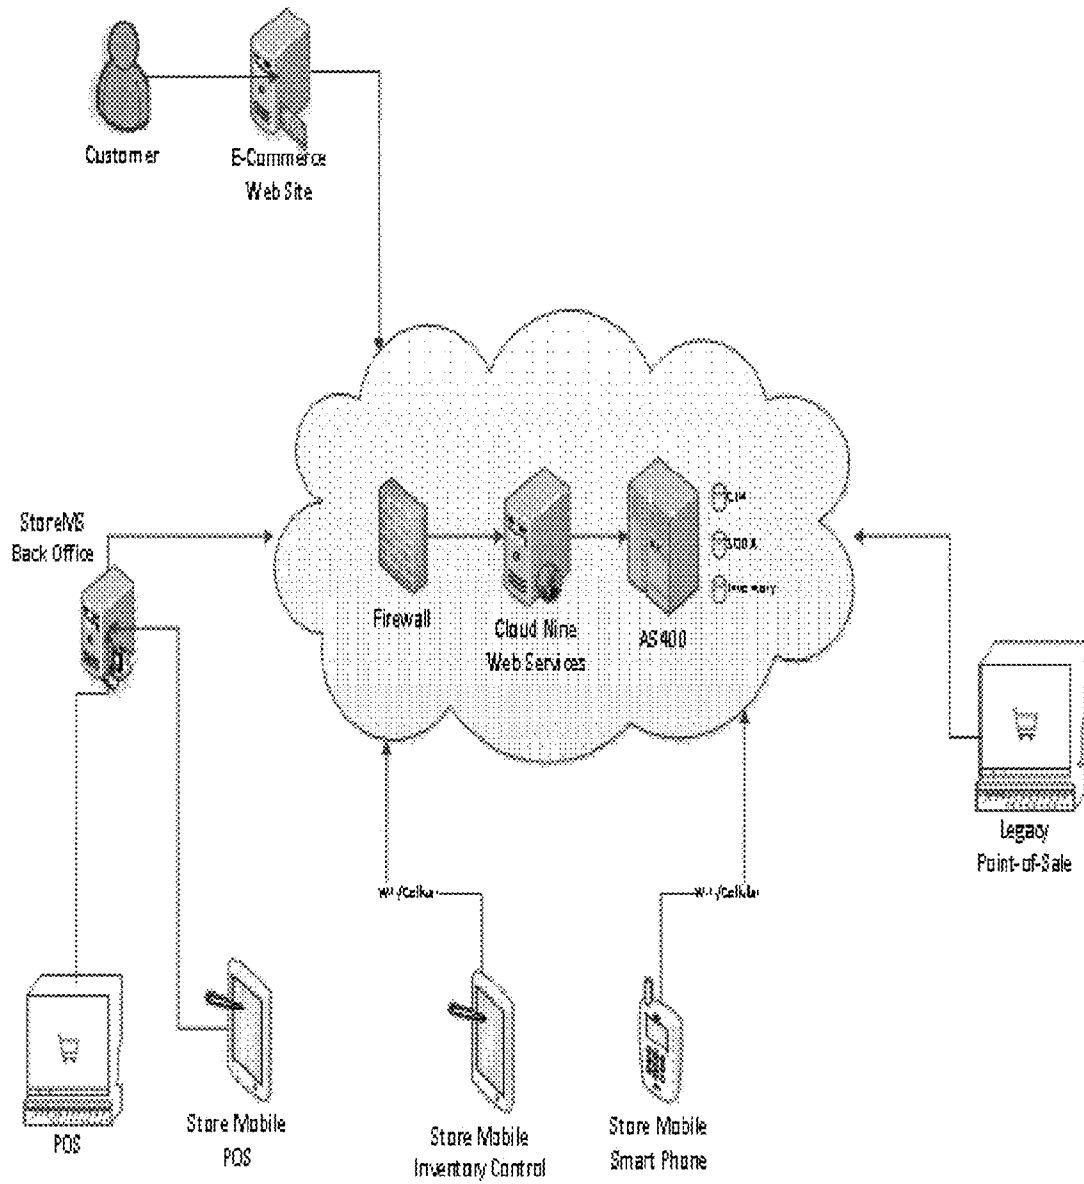 Customer
E-Commerce
Web Site
StoreMS
Back Office
Firewall
Cloud Nine
Web Services
AS400
Inventory
Legacy
Point-of-Sale
POS
Store Mobile
POS
Store Mobile
Inventory Control
Store Mobile
Smart Phone